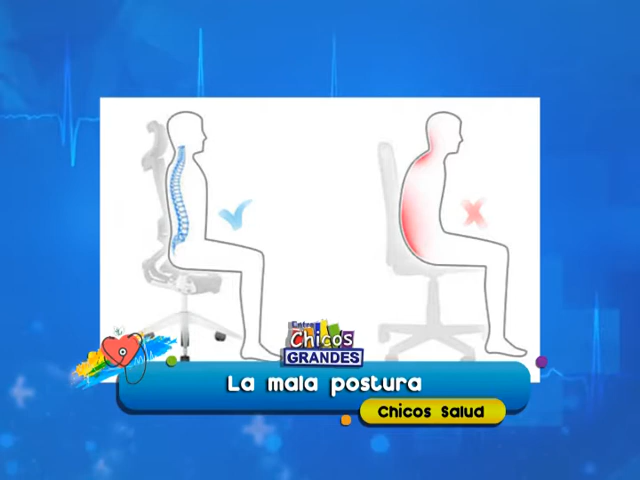 Entre
Chicos
GRANDES
La mala postura
Chicos Salud